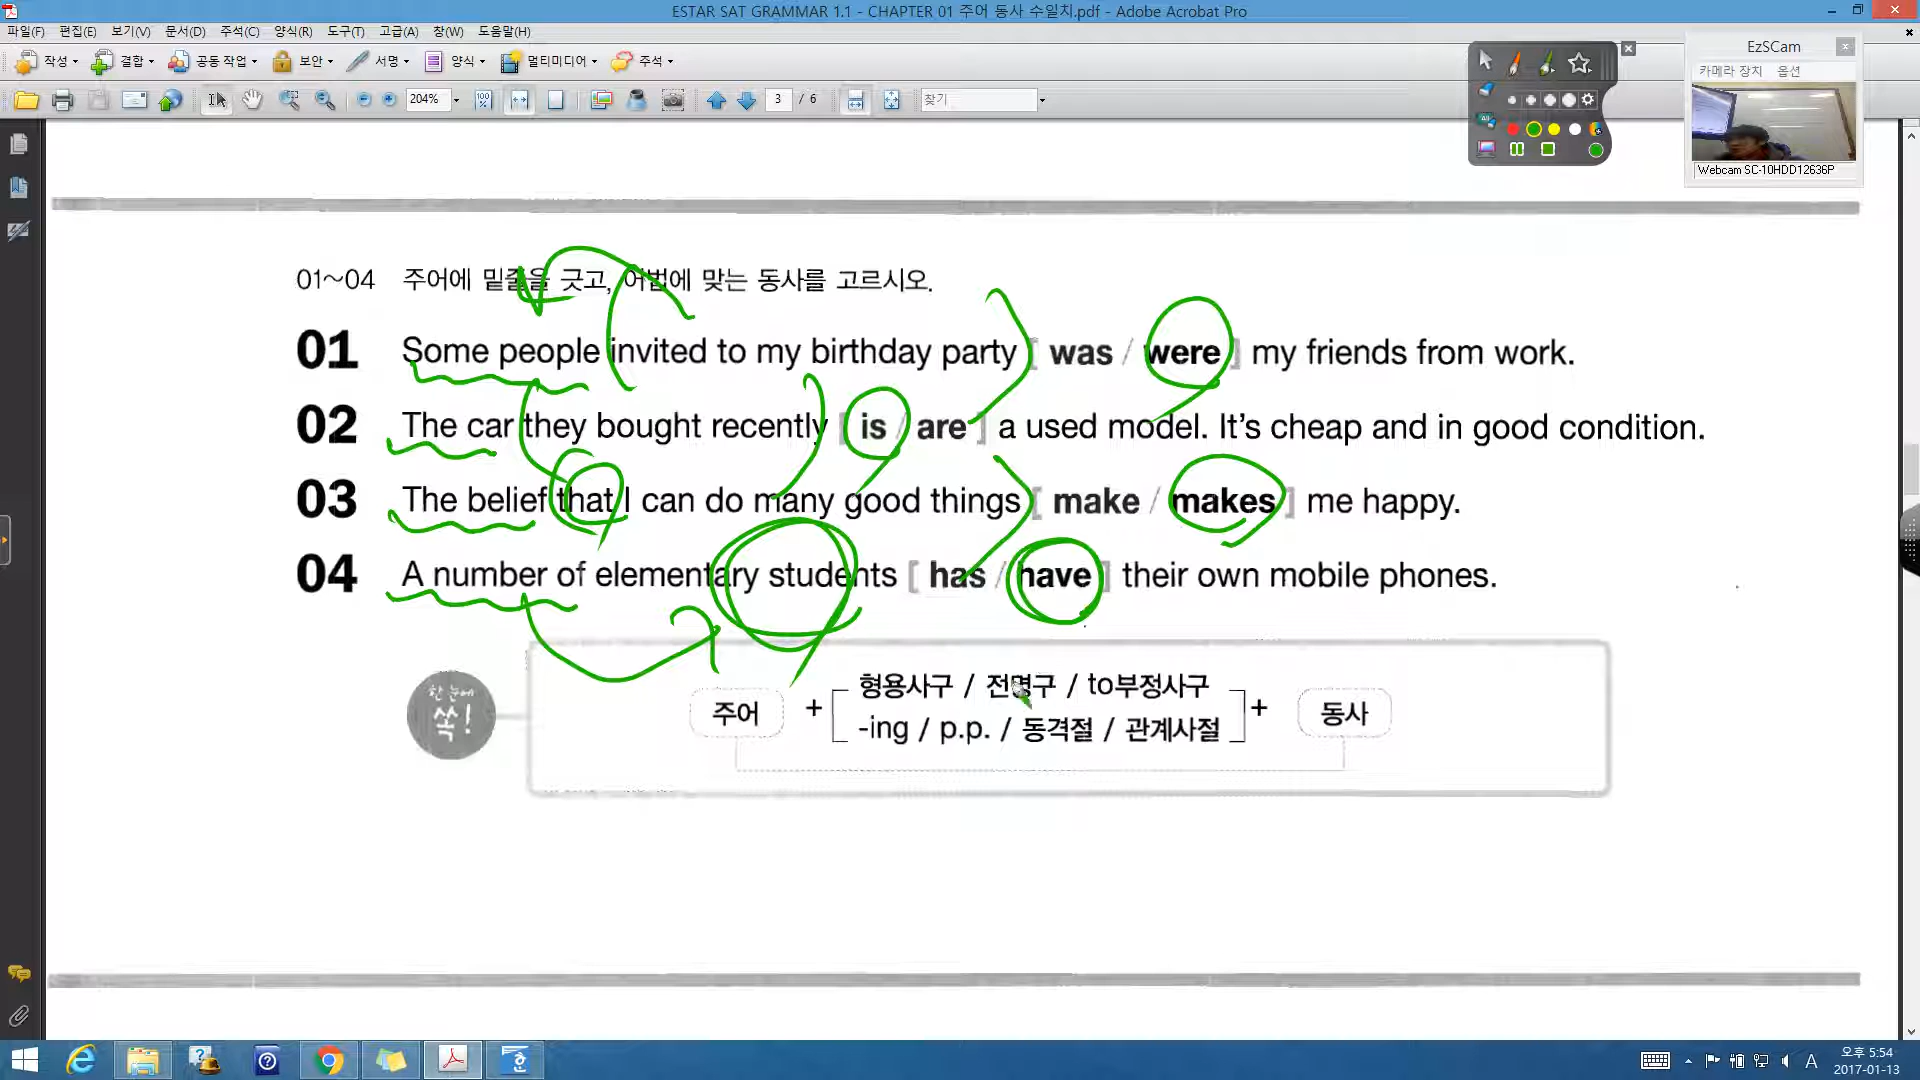 ESTAR SAT GRAMMAR 1.1 - CHAPTER 01 주어 동사 수일치.pdf - Adobe Acrobat Pro
파일(F) 편집(E) 보기(V) 문서(D) 주석(C) 양식(R) 도구(T) 고급(A) 창(W) 도움말(H)
작성 결합 공동 작업 보안 서명 양식 멀티미디어 주석
204% 3 / 6 찾기
EzSCam
카메라 장치 옵션
Webcam SC-10HDD12636P
01~04 주어에 밑줄을 긋고, 어법에 맞는 동사를 고르시오.
01 Some people invited to my birthday party [ was / were ] my friends from work.
02 The car they bought recently [ is / are ] a used model. It's cheap and in good condition.
03 The belief that I can do many good things [ make / makes ] me happy.
04 A number of elementary students [ has / have ] their own mobile phones.
한 눈에
쏙!
주어 + [ 형용사구 / 전명구 / to부정사구
-ing / p.p. / 동격절 / 관계사절 ] + 동사
A
오후 5:54
2017-01-13